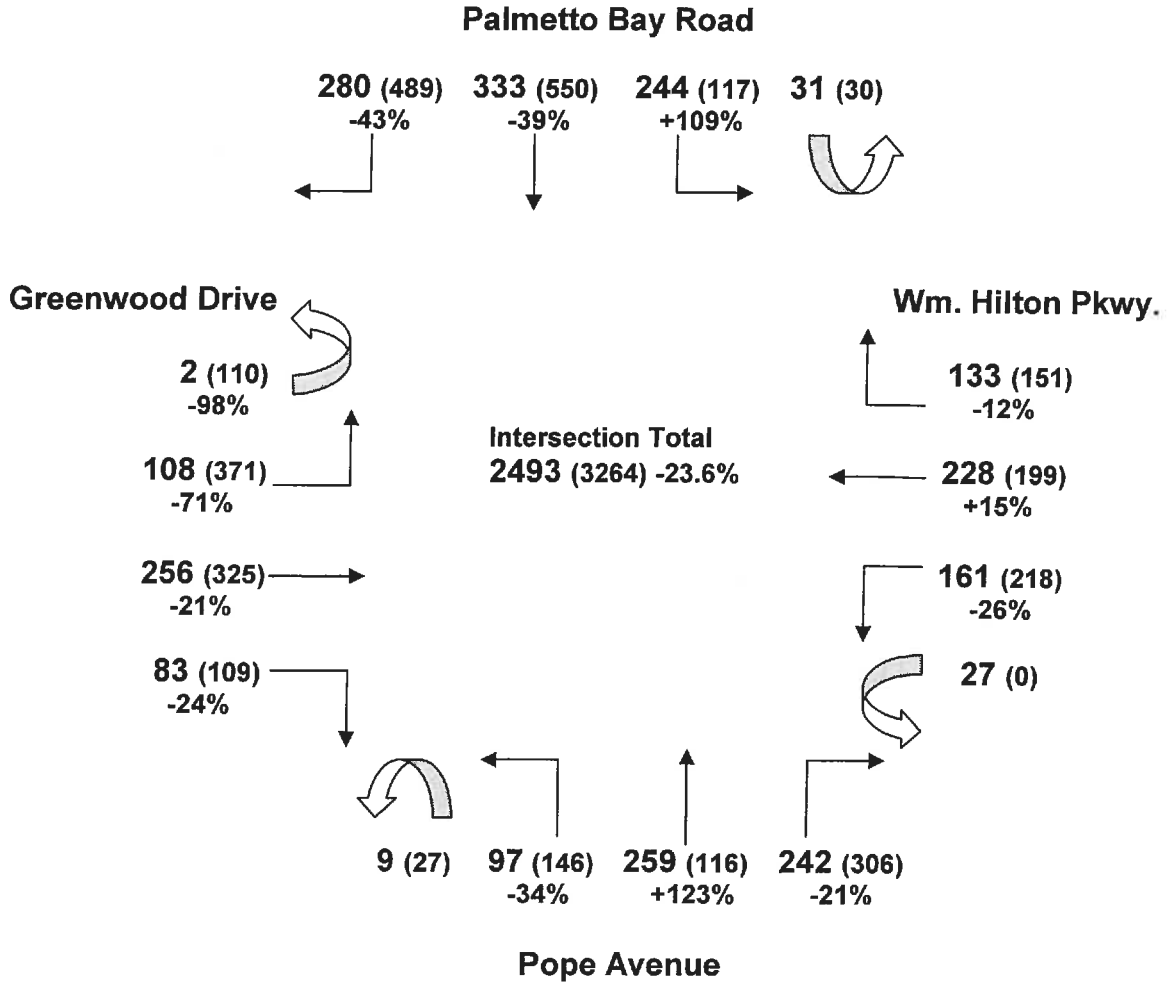 Palmetto Bay Road
280 (489) 333 (550) 244 (117) 31 (30)
-43% -39% +109%
Greenwood Drive
Wm. Hilton Pkwy.
2 (110)
-98%
133 (151)
-12%
Intersection Total
2493 (3264) -23.6%
108 (371)
-71%
228 (199)
+15%
256 (325)
-21%
161 (218)
-26%
83 (109)
-24%
27 (0)
9 (27) 97 (146) 259 (116) 242 (306)
-34% +123% -21%
Pope Avenue